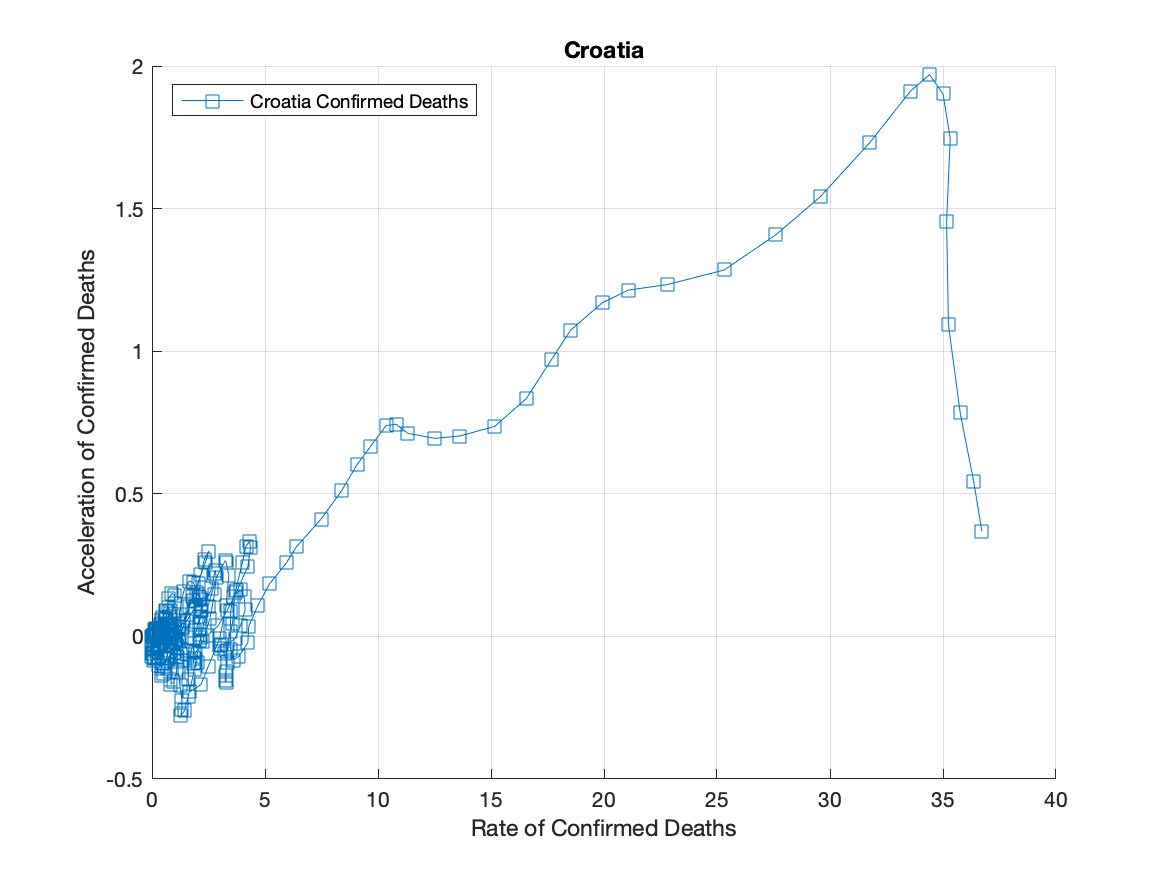 Croatia
Croatia Confirmed Deaths
2
1.5
1
0.5
0
-0.5
Acceleration of Confirmed Deaths
0 5 10 15 20 25 30 35 40
Rate of Confirmed Deaths